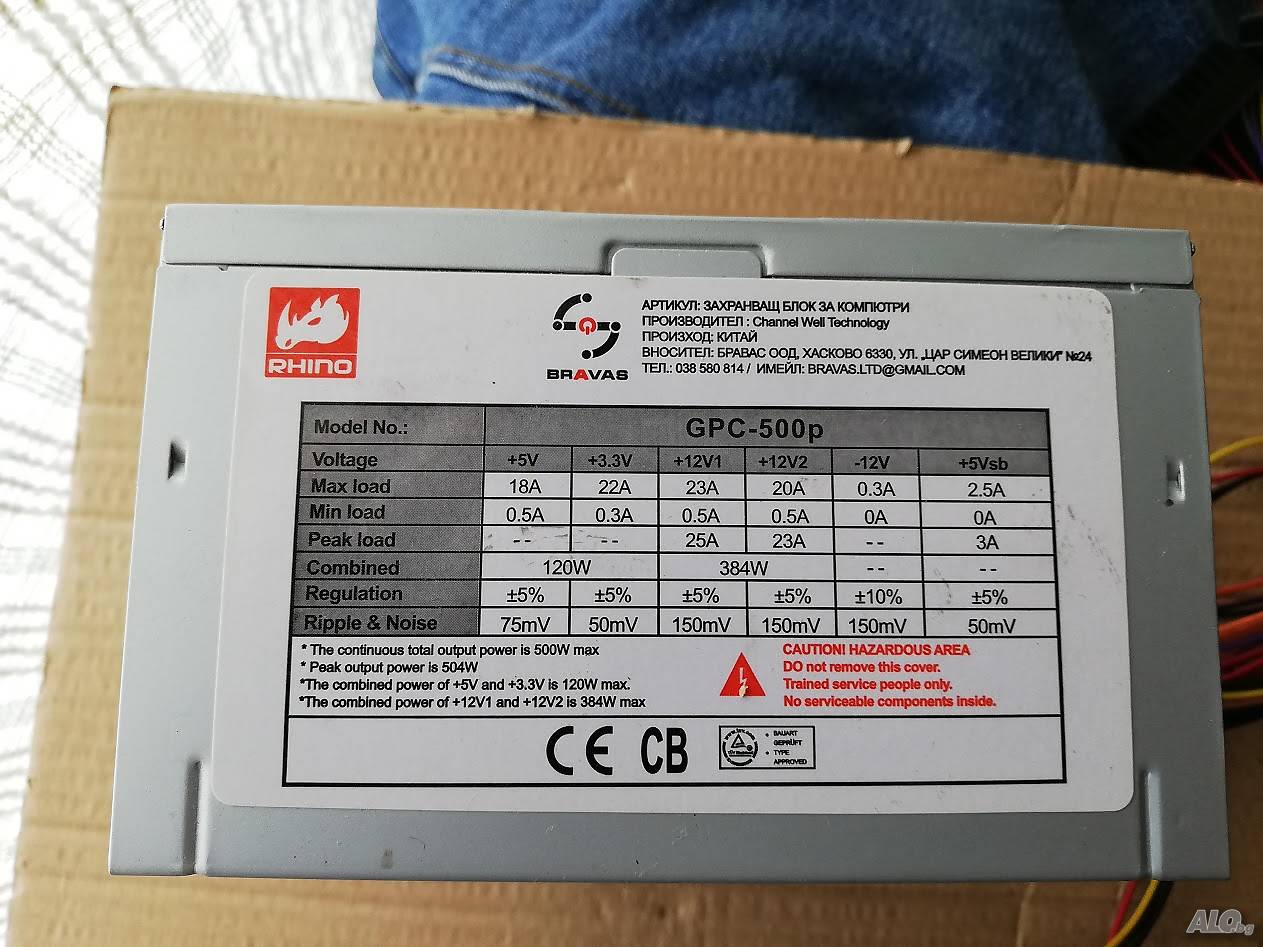 RHINO
BRAVAS
АРТИКУЛ: ЗАХРАНВАЩ БЛОК ЗА КОМПЮТРИ
ПРОИЗВОДИТЕЛ : Channel Well Technology
ПРОИЗХОД: КИТАЙ
ВНОСИТЕЛ: БРАВАС ООД, ХАСКОВО 6330, УЛ. „ЦАР СИМЕОН ВЕЛИКИ" №24
ТЕЛ.: 038 580 814 / ИМЕЙЛ: BRAVAS.LTD@GMAIL.COM
Model No.: GPC-500p
Voltage +5V +3.3V +12V1 +12V2 -12V +5Vsb
Max load 18A 22A 23A 20A 0.3A 2.5A
Min load 0.5A 0.3A 0.5A 0.5A 0A 0A
Peak load -- -- 25A 23A -- 3A
Combined 120W 384W -- --
Regulation ±5% ±5% ±5% ±5% ±10% ±5%
Ripple & Noise 75mV 50mV 150mV 150mV 150mV 50mV
* The continuous total output power is 500W max
* Peak output power is 504W
*The combined power of +5V and +3.3V is 120W max.
*The combined power of +12V1 and +12V2 is 384W max
CAUTION! HAZARDOUS AREA
DO not remove this cover.
Trained service people only.
No serviceable components inside.
CE CB
• BAUART
GEPRÜFT
• TYPE
APPROVED
ALO.bg